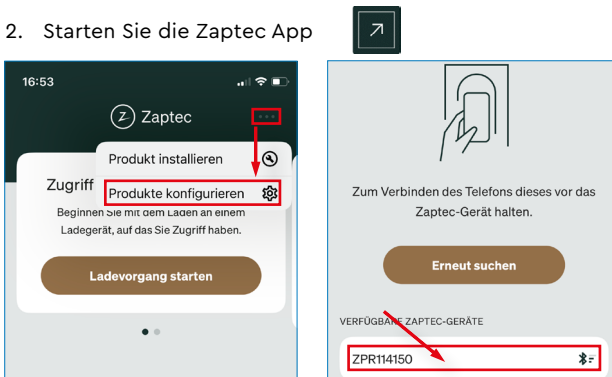 2. Starten Sie die Zaptec App
16:53
Zaptec
Produkt installieren
Zugriff
Produkte konfigurieren
Beginnen Sie mit dem Laden an einem
Ladegerät, auf das Sie Zugriff haben.
Ladevorgang starten
Zum Verbinden des Telefons dieses vor das
Zaptec-Gerät halten.
Erneut suchen
VERFÜGBARE ZAPTEC-GERÄTE
ZPR114150